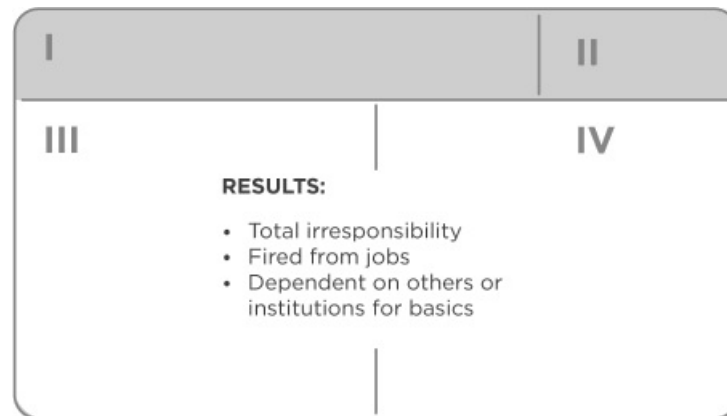 I
II
III
IV
RESULTS:
• Total irresponsibility
• Fired from jobs
• Dependent on others or
institutions for basics